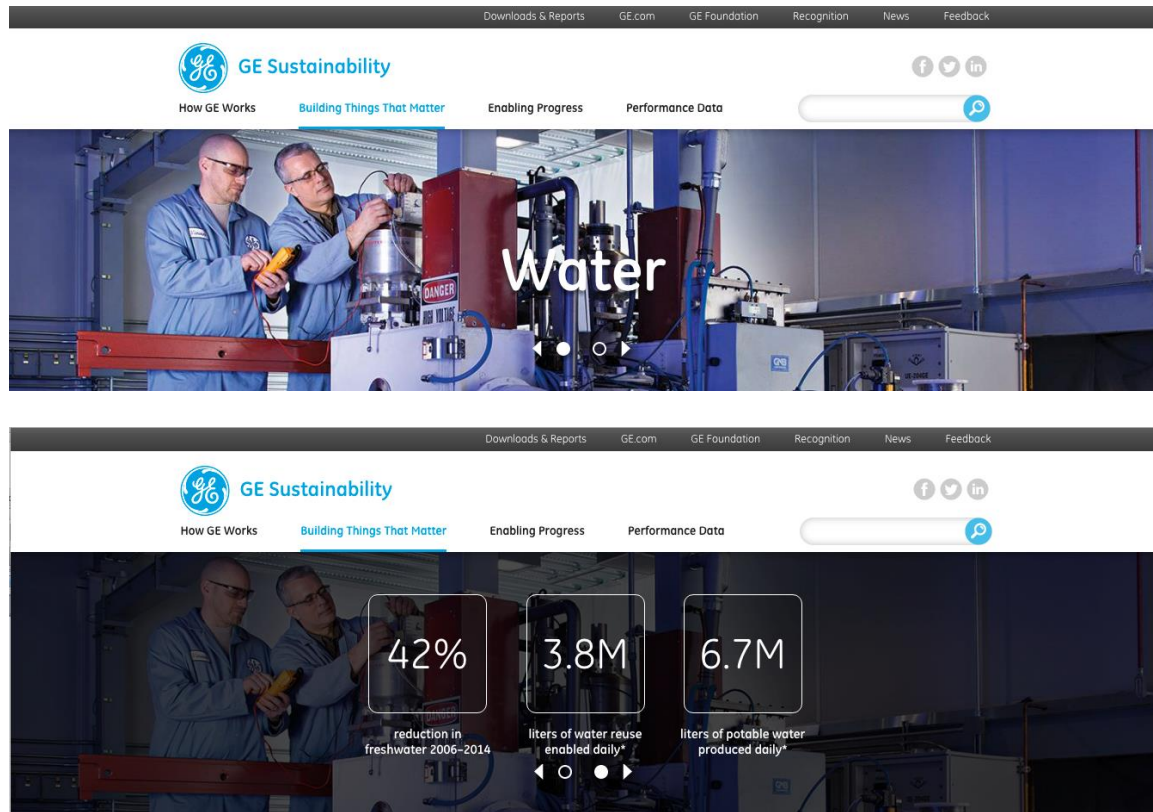 Downloads & Reports GE.com GE Foundation Recognition News Feedback
GE Sustainability
How GE Works Building Things That Matter Enabling Progress Performance Data
DANGER
HIGH VOLTAGE
Water
Downloads & Reports GE.com GE Foundation Recognition News Feedback
GE Sustainability
How GE Works Building Things That Matter Enabling Progress Performance Data
42% 3.8M 6.7M
DANGER
reduction in liters of water reuse liters of potable water
freshwater 2006–2014 enabled daily* produced daily*